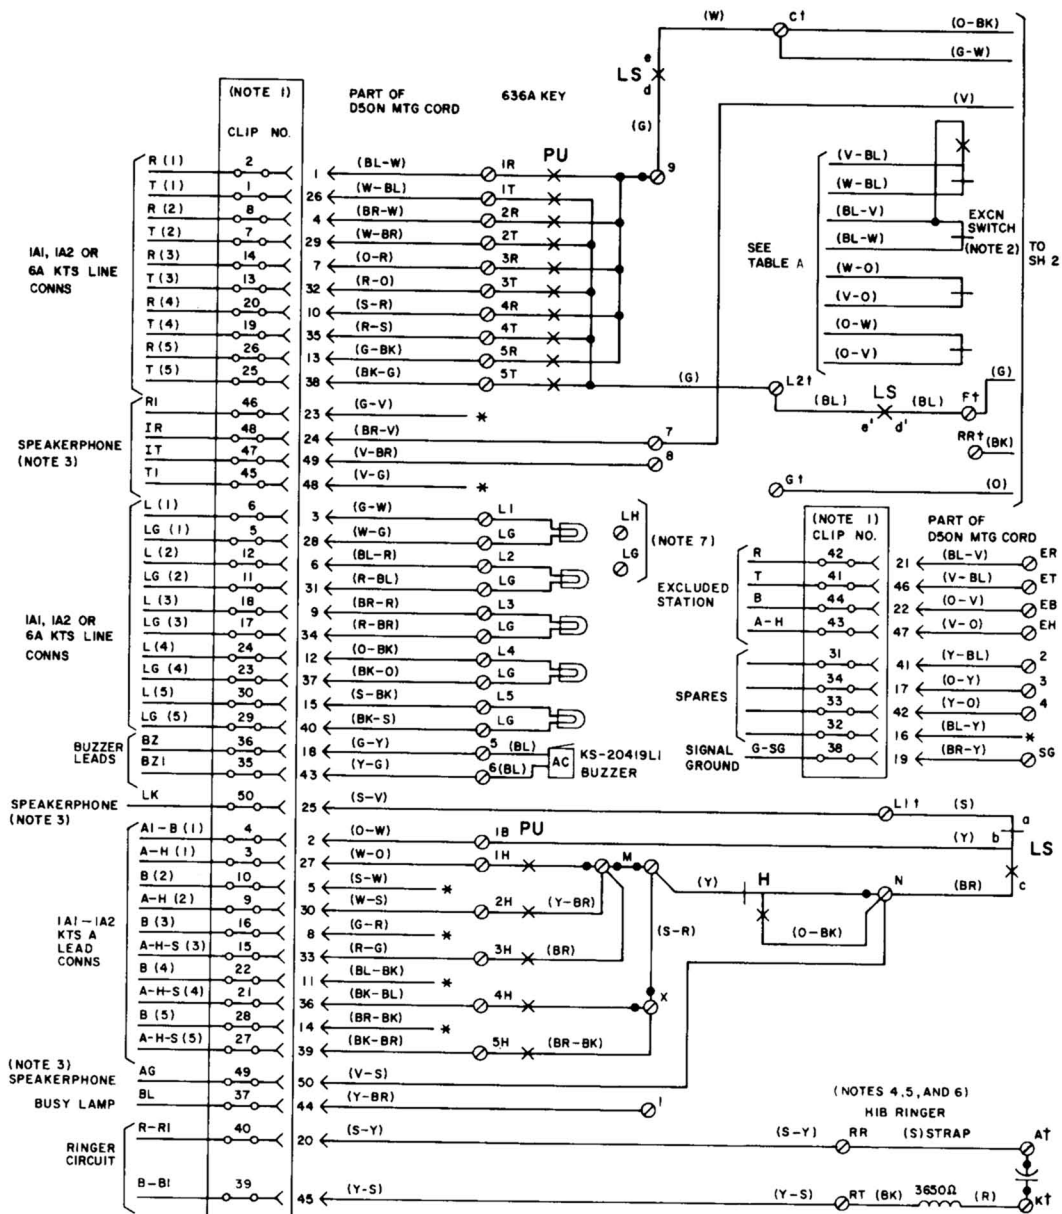 (W) C† (O-BK)
(G-W)
e
LS
d
(NOTE 1) PART OF 636A KEY (V)
D50N MTG CORD
CLIP NO. (G)
R (1) 2 1 (BL-W) 1R PU 9 (V-BL)
T (1) 1 26 (W-BL) 1T (W-BL)
R (2) 8 4 (BR-W) 2R (BL-V) EXCN
T (2) 7 29 (W-BR) 2T (BL-W) SWITCH
1A1, 1A2 OR R (3) 14 7 (O-R) 3R SEE (NOTE 2) TO
6A KTS LINE T (3) 13 32 (R-O) 3T TABLE A (W-O) SH 2
CONNS R (4) 20 10 (S-R) 4R (V-O)
T (4) 19 35 (R-S) 4T (O-W)
R (5) 26 13 (G-BK) 5R (O-V)
T (5) 25 38 (BK-G) 5T (G) L2† LS (G)
R1 46 23 (G-V) * (BL) e' d' (BL) F†
SPEAKERPHONE 1R 48 24 (BR-V) 7
(NOTE 3) 1T 47 49 (V-BR) 8 RR† (BK)
T1 45 48 (V-G) * G† (O)
L (1) 6 3 (G-W) L1 LH (NOTE 1) PART OF
LG (1) 5 28 (W-G) LG (NOTE 7) CLIP NO. D50N MTG CORD
L (2) 12 6 (BL-R) L2 LG R 42 21 (BL-V) ER
LG (2) 11 31 (R-BL) LG EXCLUDED T 41 46 (V-BL) ET
L (3) 18 9 (BR-R) L3 STATION B 44 22 (O-V) EB
1A1, 1A2 OR LG (3) 17 34 (R-BR) LG A-H 43 47 (V-O) EH
6A KTS LINE L (4) 24 12 (O-BK) L4 31 41 (Y-BL) 2
CONNS LG (4) 23 37 (BK-O) LG SPARES 34 17 (O-Y) 3
L (5) 30 15 (S-BK) L5 33 42 (Y-O) 4
LG (5) 29 40 (BK-S) LG 32 16 (BL-Y) *
BUZZER BZ 36 18 (G-Y) 5 (BL) AC KS-20419L1 SIGNAL G-SG 38 19 (BR-Y) SG
LEADS BZ1 35 43 (Y-G) 6 (BL) BUZZER GROUND
SPEAKERPHONE LK 50 25 (S-V) L1† (S) a
(NOTE 3)
A1-B (1) 4 2 (O-W) 1B PU (Y) b LS
A-H (1) 3 27 (W-O) 1H M c
B (2) 10 5 (S-W) * (Y) H N (BR)
A-H (2) 9 30 (W-S) 2H (Y-BR)
1A1-1A2 B (3) 16 8 (G-R) * (S-R) (O-BK)
KTS A A-H-S (3) 15 33 (R-G) 3H (BR)
LEAD B (4) 22 11 (BL-BK) *
CONNS A-H-S (4) 21 36 (BK-BL) 4H X
B (5) 28 14 (BR-BK) *
A-H-S (5) 27 39 (BK-BR) 5H (BR-BK)
(NOTE 3)
SPEAKERPHONE AG 49 50 (V-S)
BUSY LAMP BL 37 44 (Y-BR) 1 (NOTES 4, 5, AND 6)
H1B RINGER
R-R1 40 20 (S-Y) (S-Y) RR (S) STRAP A†
RINGER
CIRCUIT
B-B1 39 45 (Y-S) (Y-S) RT (BK) 3650Ω (R) K†